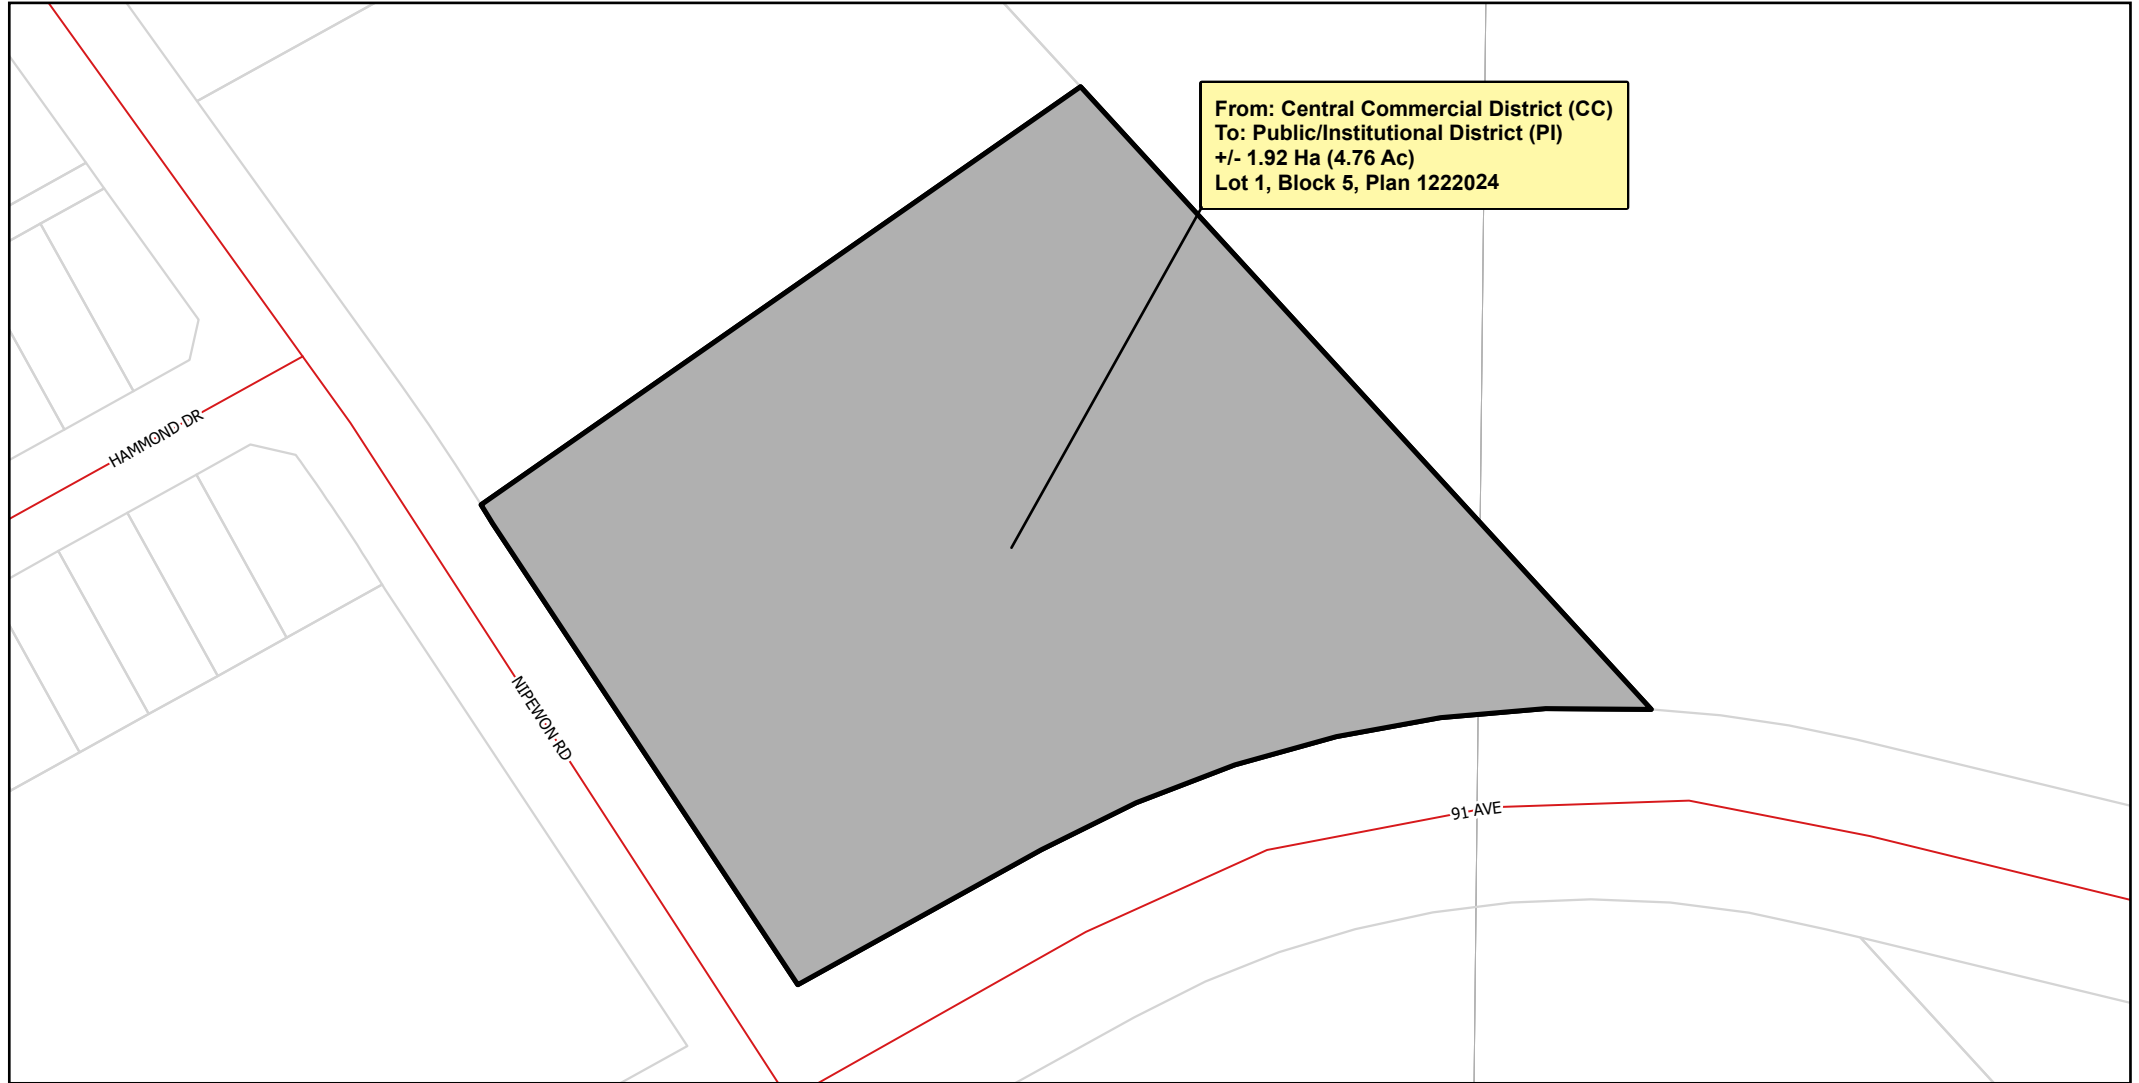 From: Central Commercial District (CC)
To: Public/Institutional District (PI)
+/- 1.92 Ha (4.76 Ac)
Lot 1, Block 5, Plan 1222024
HAMMOND DR
NIPEWON RD
91 AVE